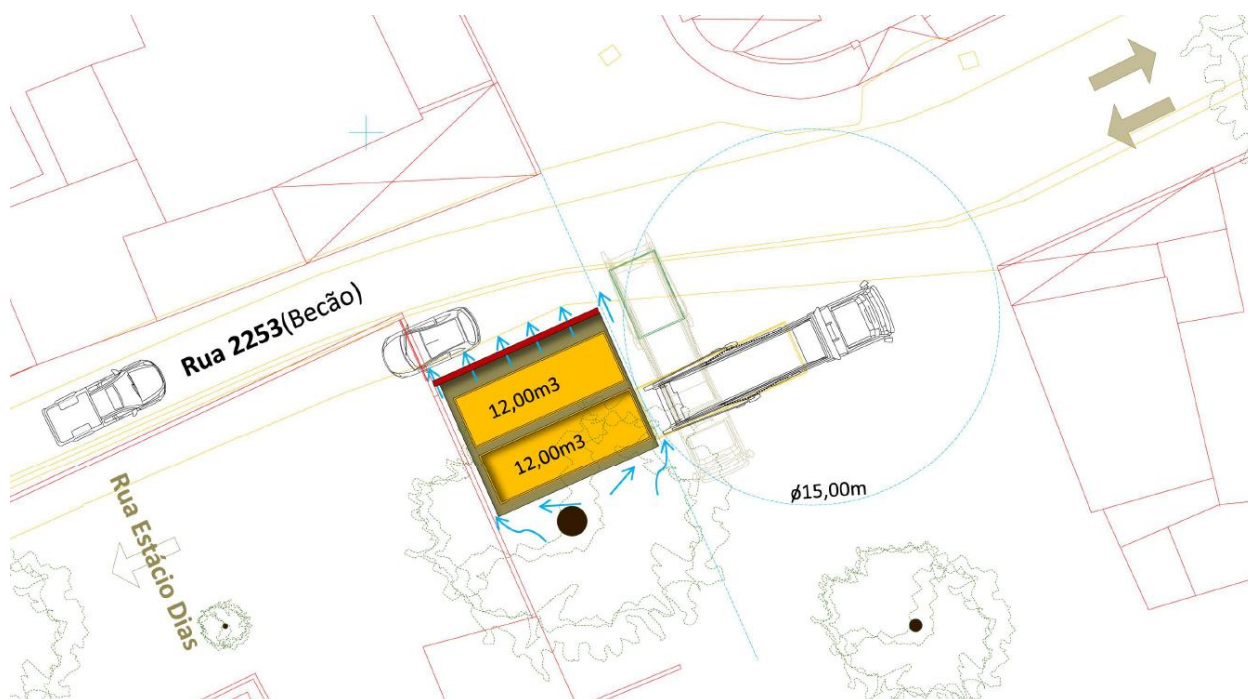 Rua 2253(Becão)
12,00m3
12,00m3
ø15,00m
Rua Estácio Dias